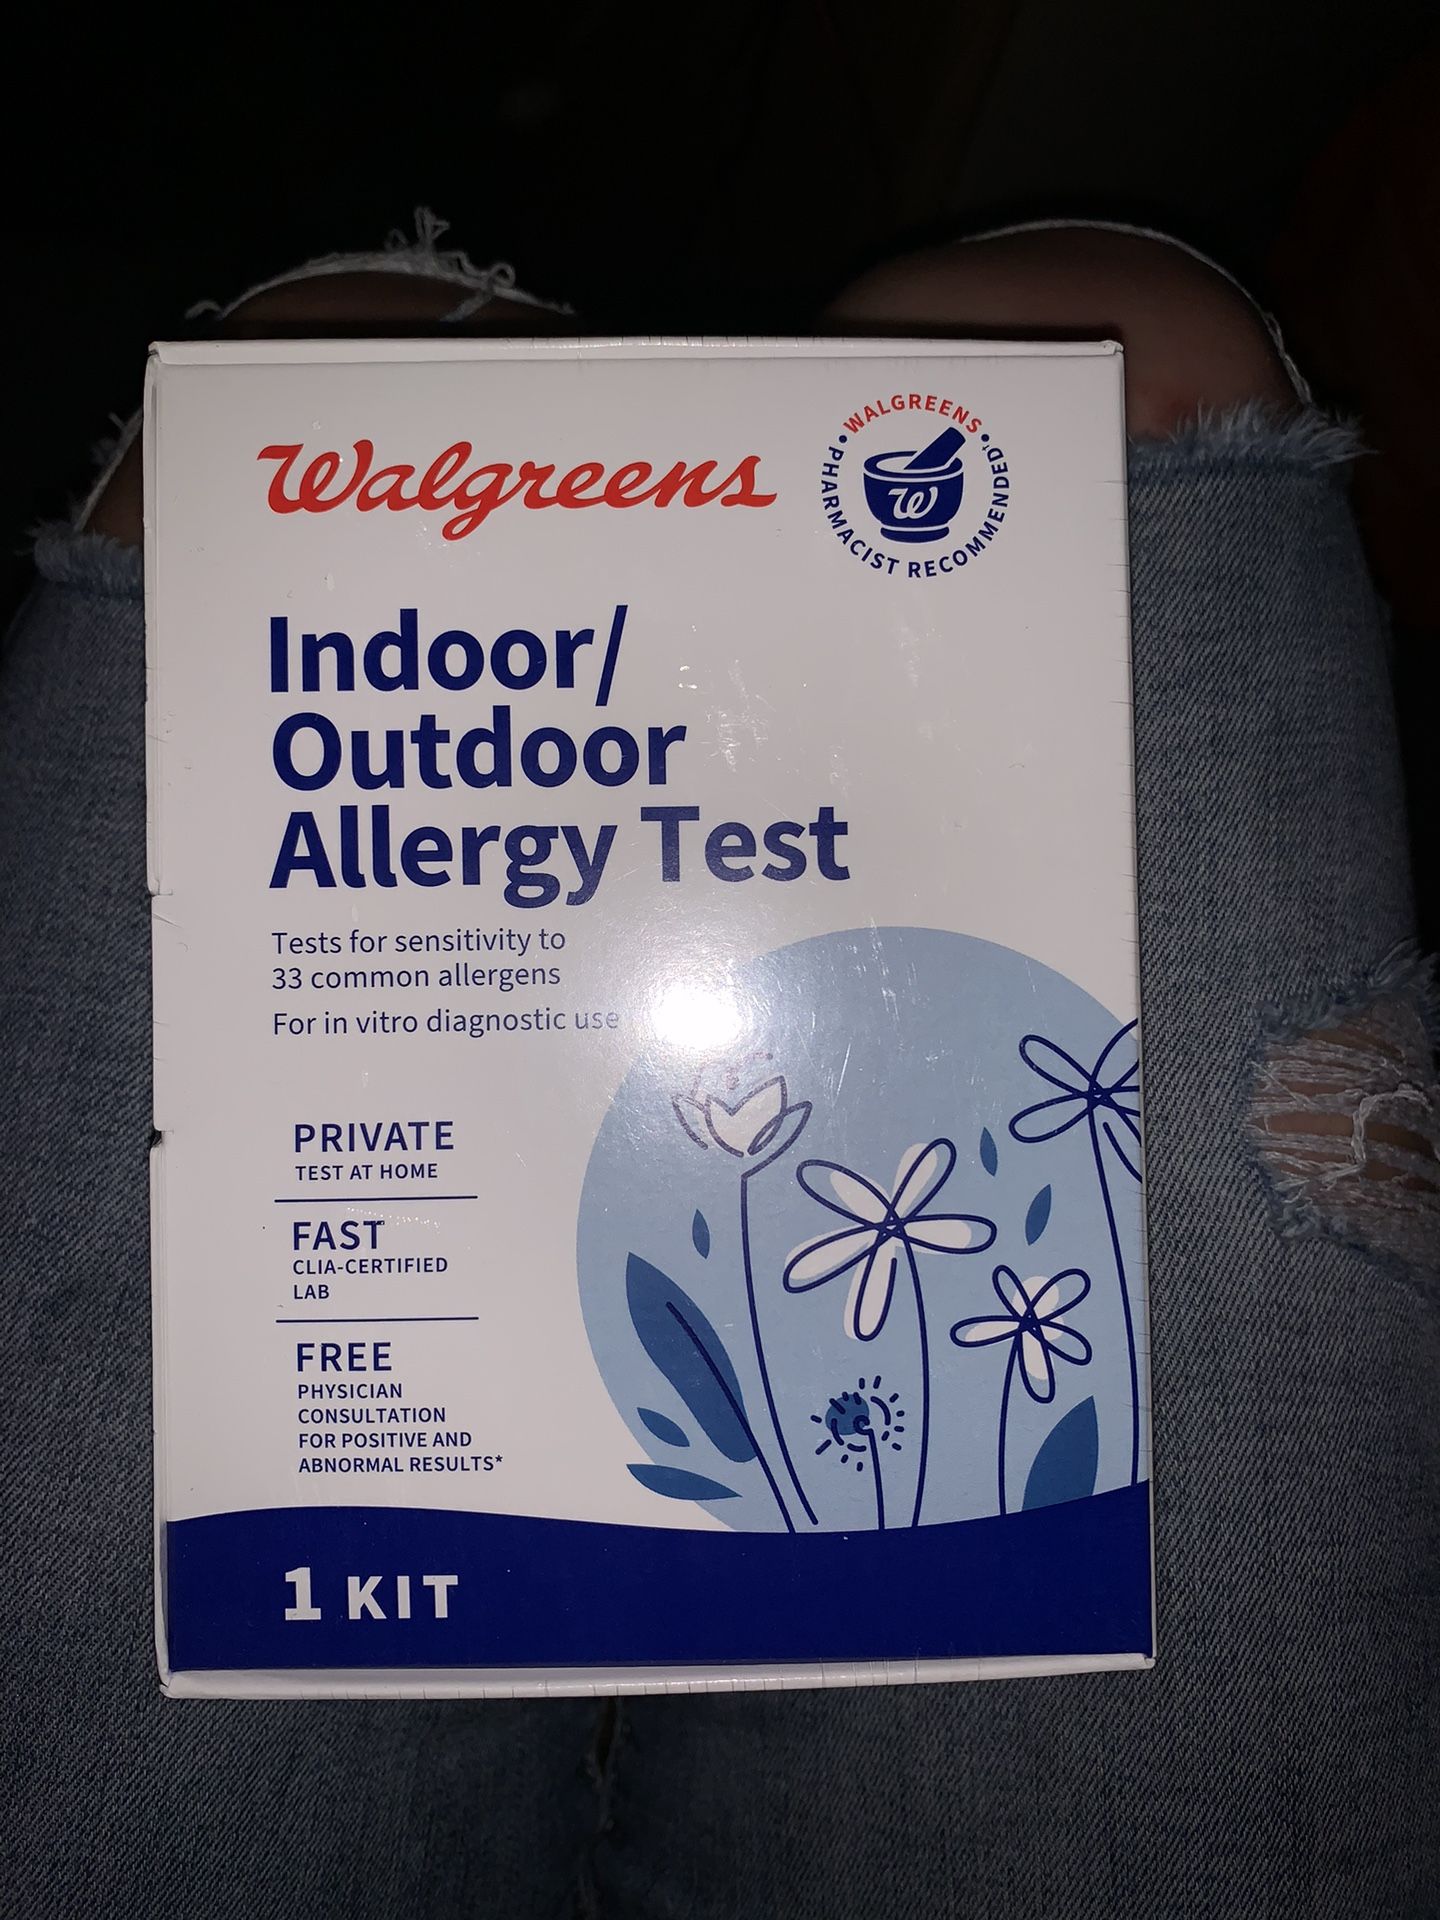 Walgreens
WALGREENS
PHARMACIST RECOMMENDED†
W
Indoor/
Outdoor
Allergy Test
Tests for sensitivity to
33 common allergens
For in vitro diagnostic use
PRIVATE
TEST AT HOME
FAST
CLIA-CERTIFIED
LAB
FREE
PHYSICIAN
CONSULTATION
FOR POSITIVE AND
ABNORMAL RESULTS*
1 KIT